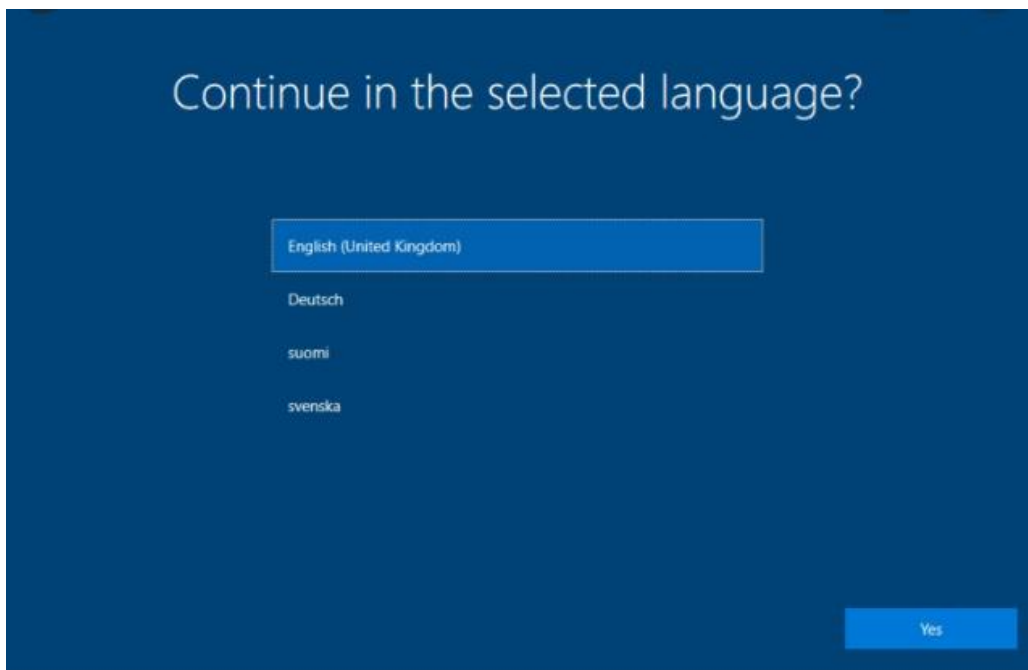 Continue in the selected language?
English (United Kingdom)
Deutsch
suomi
svenska
Yes